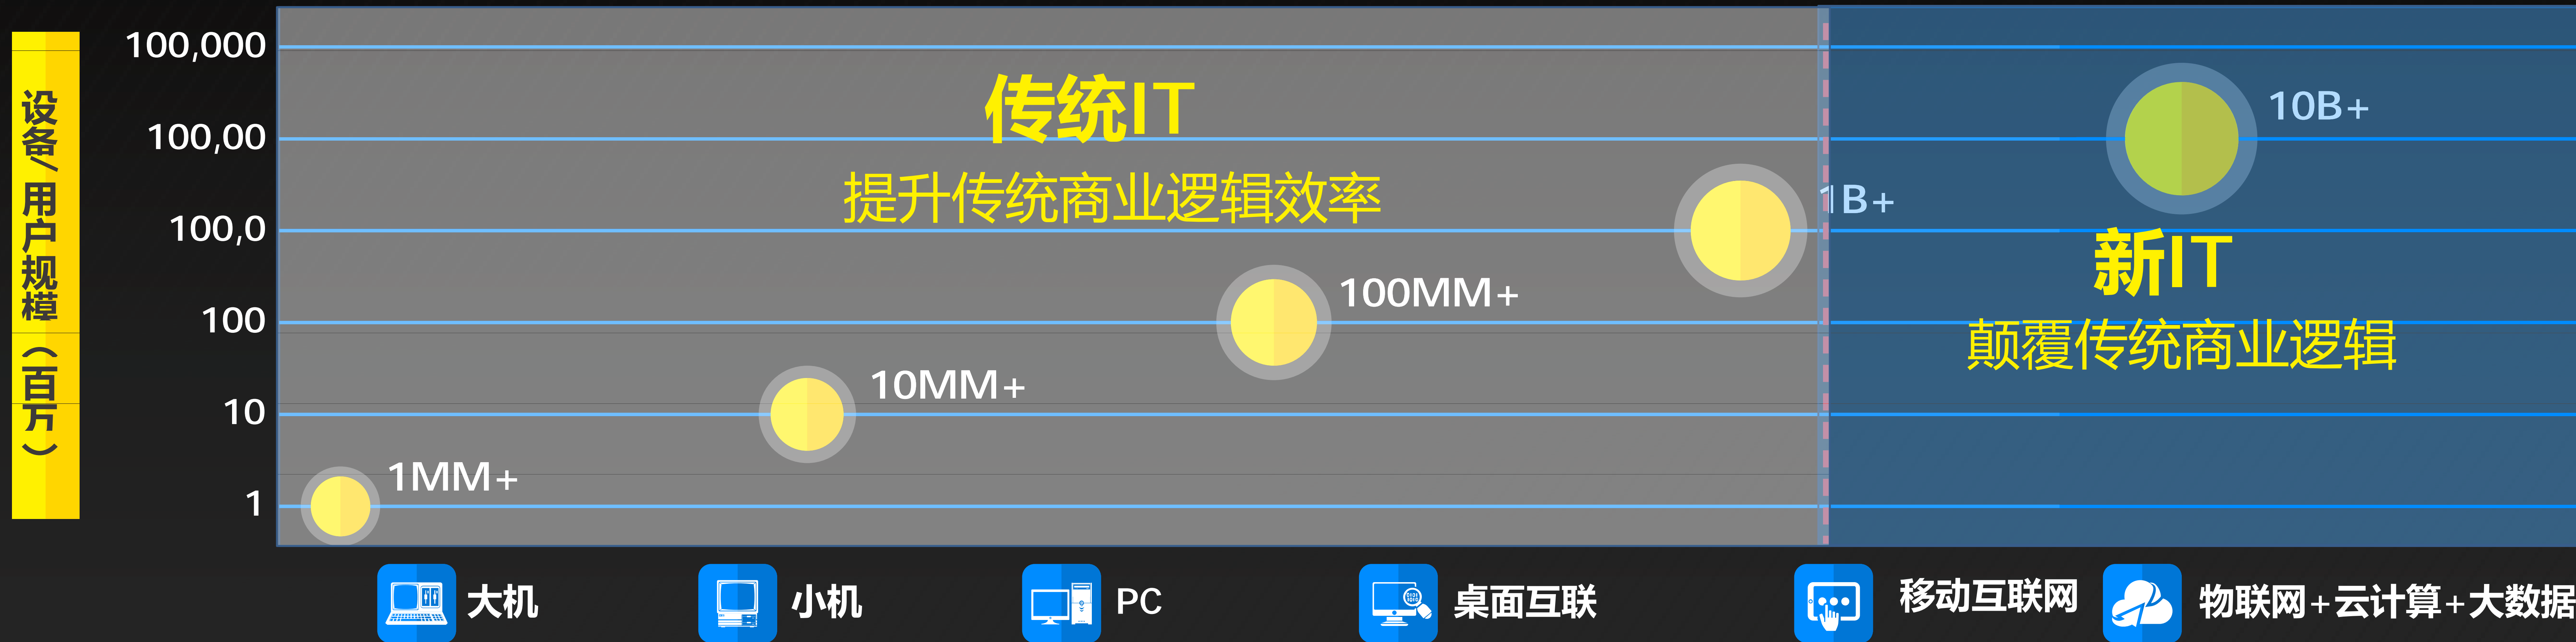 设备/用户规模（百万）
100,000
100,00
100,0
100
10
1
传统IT
提升传统商业逻辑效率
1MM+
10MM+
100MM+
1B+
10B+
新IT
颠覆传统商业逻辑
大机
小机
PC
桌面互联
移动互联网
物联网+云计算+大数据